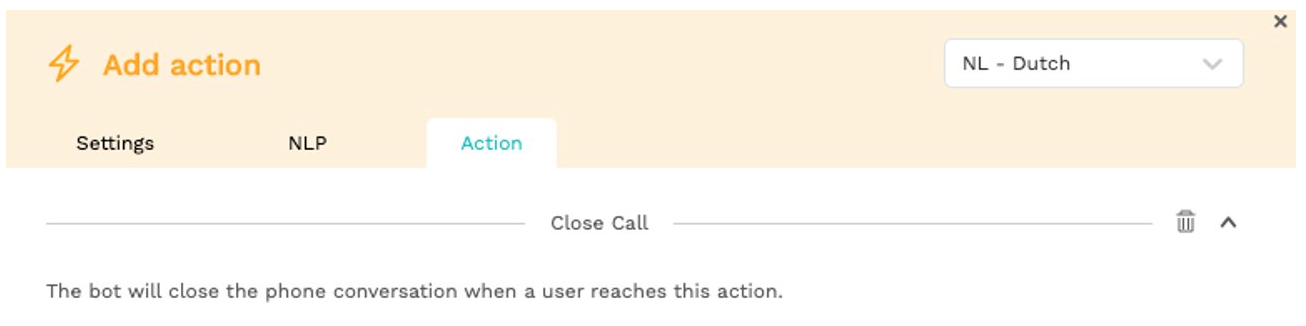 Add action
NL - Dutch
Settings
NLP
Action
Close Call
The bot will close the phone conversation when a user reaches this action.